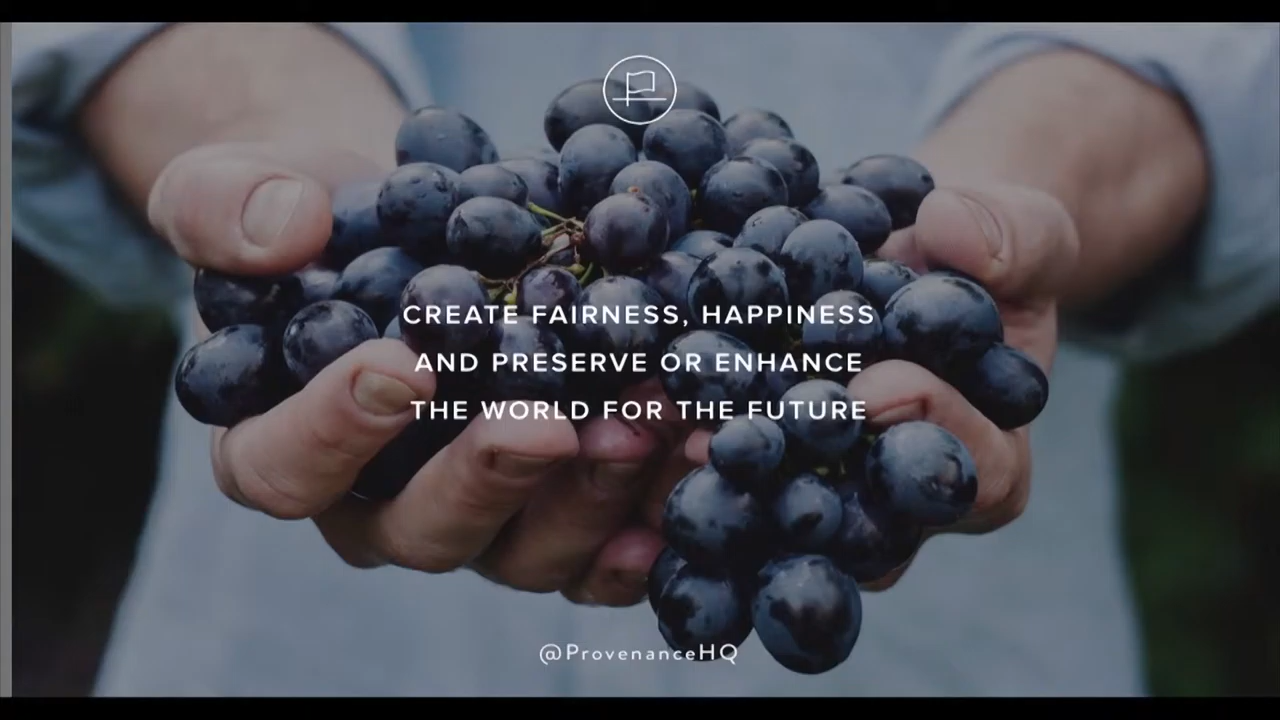 CREATE FAIRNESS, HAPPINESS
AND PRESERVE OR ENHANCE
THE WORLD FOR THE FUTURE
@ProvenanceHQ